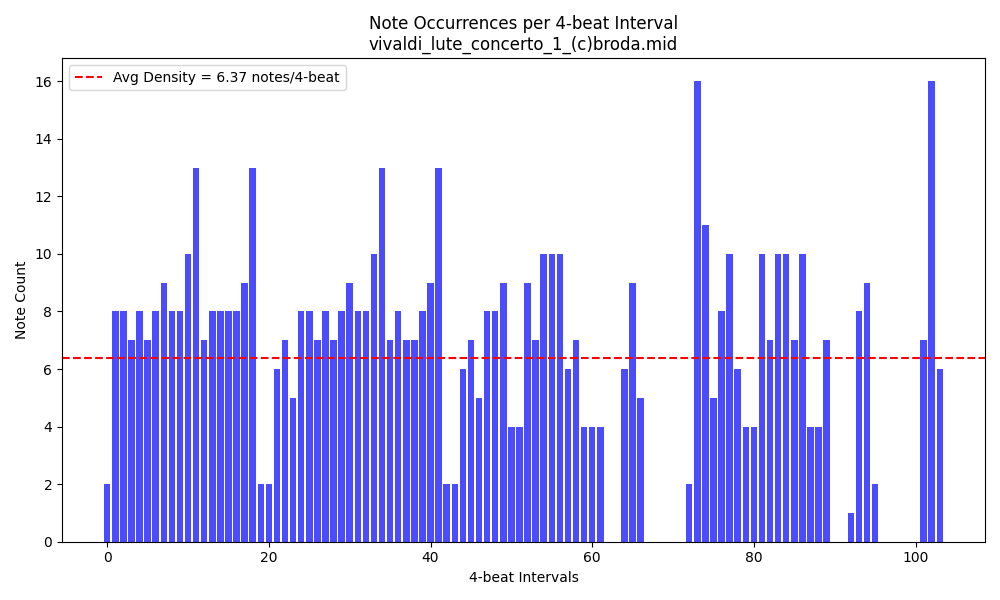 Note Occurrences per 4-beat Interval
vivaldi_lute_concerto_1_(c)broda.mid
Avg Density = 6.37 notes/4-beat
Note Count
16
14
12
10
8
6
4
2
0
0 20 40 60 80 100
4-beat Intervals